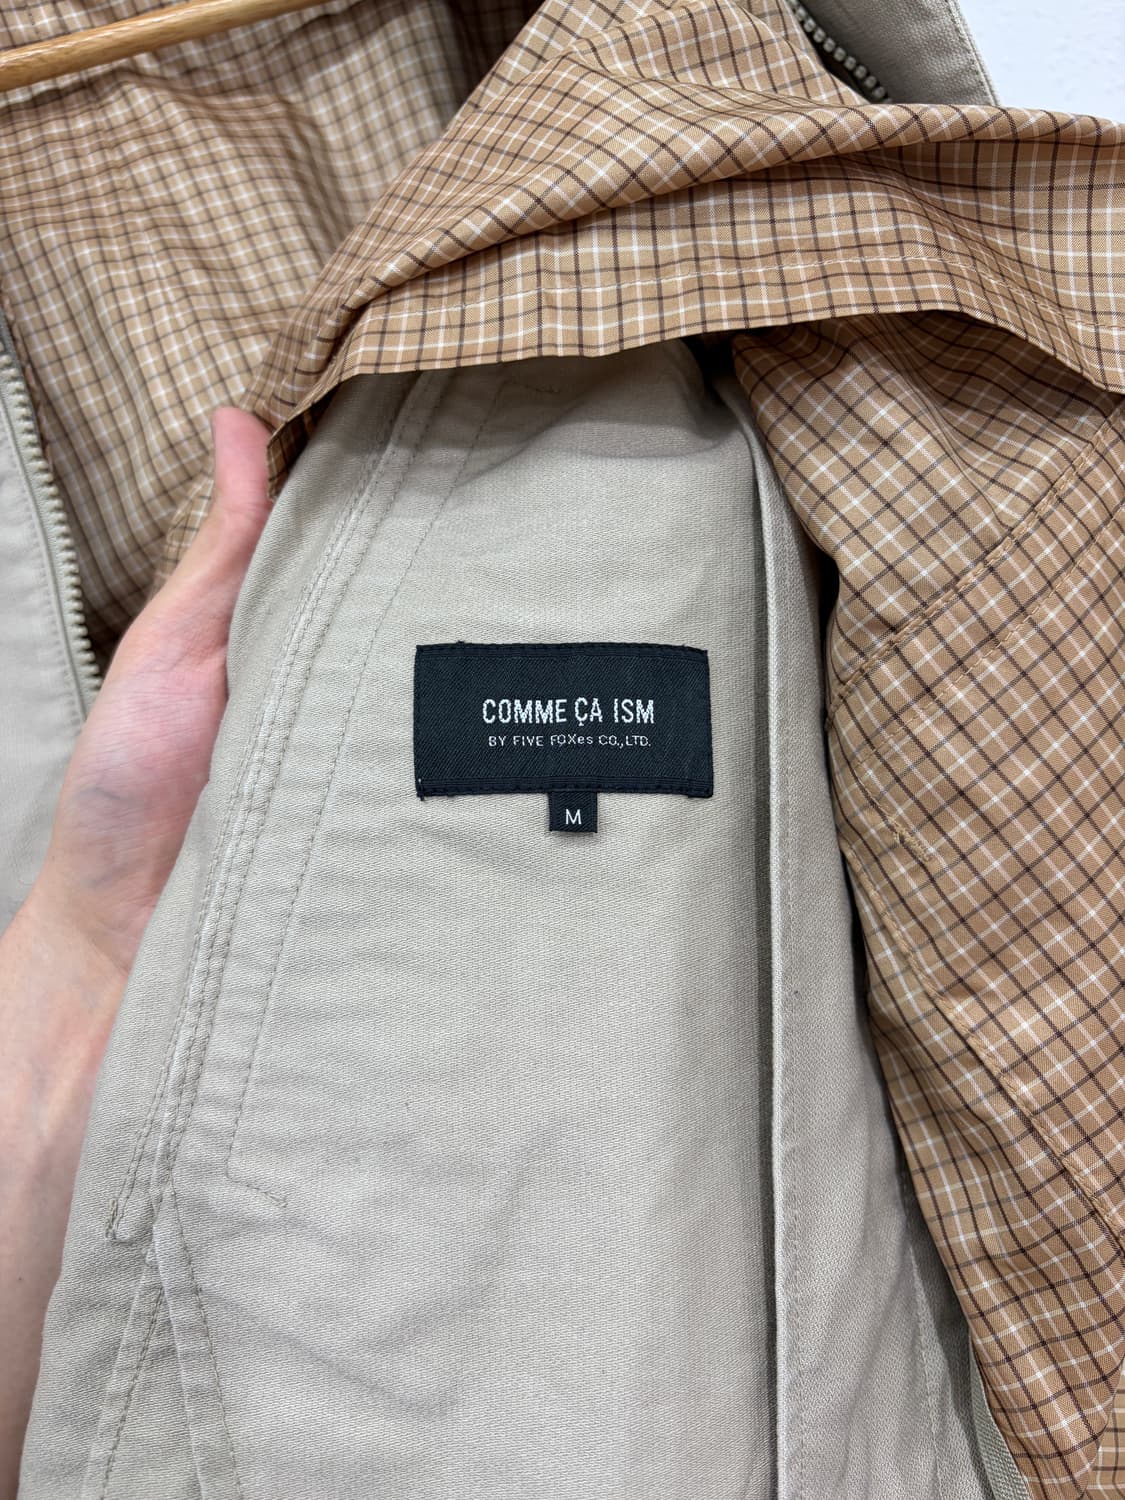 COMME ÇA ISM
BY FIVE FOXes CO.,LTD.
M